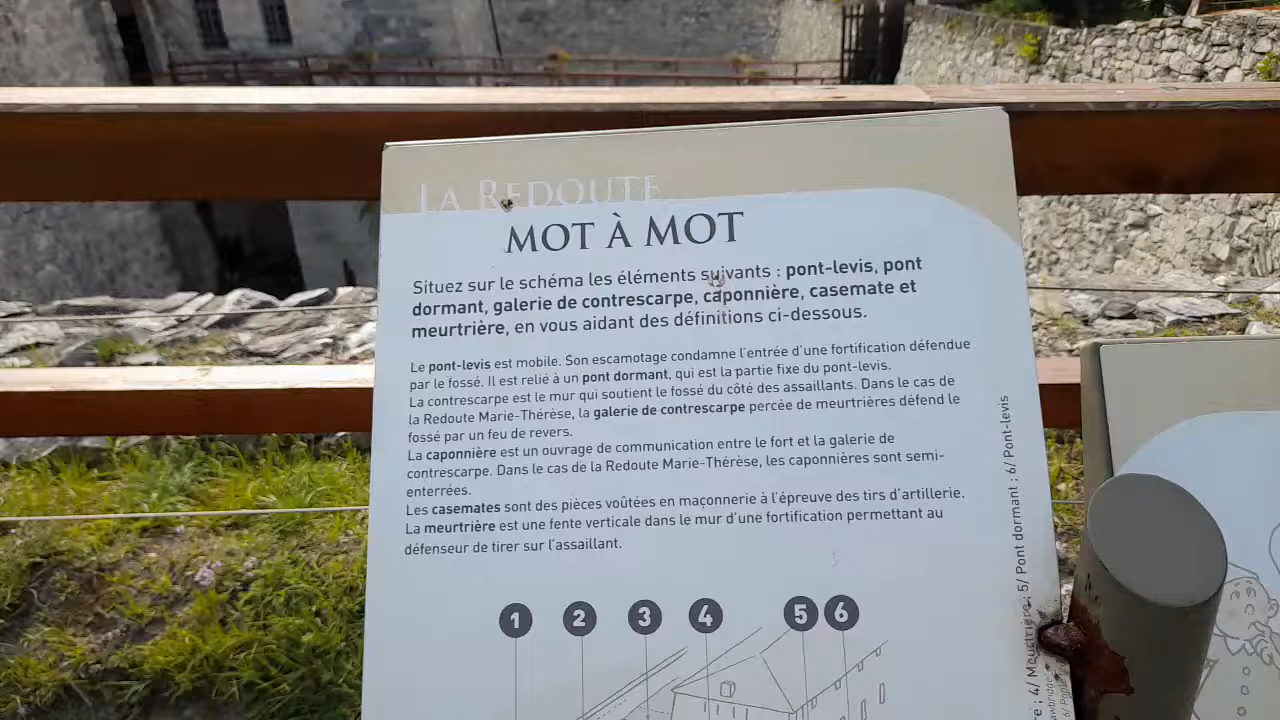 LA REDOUTE
MOT À MOT
Situez sur le schéma les éléments suivants : pont-levis, pont
dormant, galerie de contrescarpe, caponnière, casemate et
meurtrière, en vous aidant des définitions ci-dessous.
Le pont-levis est mobile. Son escamotage condamne l'entrée d'une fortification défendue
par le fossé. Il est relié à un pont dormant, qui est la partie fixe du pont-levis.
La contrescarpe est le mur qui soutient le fossé du côté des assaillants. Dans le cas de
la Redoute Marie-Thérèse, la galerie de contrescarpe percée de meurtrières défend le
fossé par un feu de revers.
La caponnière est un ouvrage de communication entre le fort et la galerie de
contrescarpe. Dans le cas de la Redoute Marie-Thérèse, les caponnières sont semi-
enterrées.
Les casemates sont des pièces voûtées en maçonnerie à l'épreuve des tirs d'artillerie.
La meurtrière est une fente verticale dans le mur d'une fortification permettant au
défenseur de tirer sur l'assaillant.
1 2 3 4 5 6
4/ Meurtrière ; 5/ Pont dormant ; 6/ Pont-levis